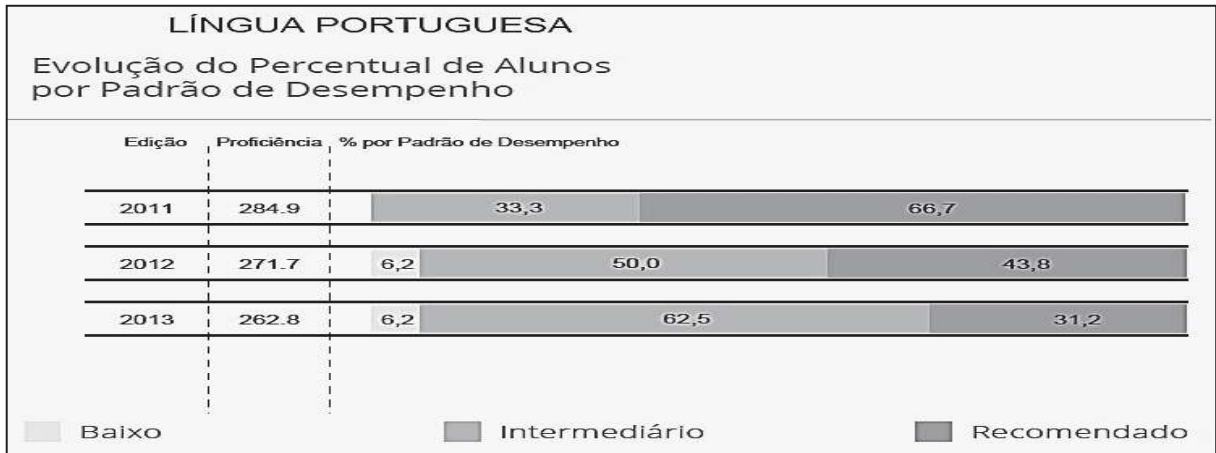 LÍNGUA PORTUGUESA
Evolução do Percentual de Alunos
por Padrão de Desempenho
Edição Proficiência % por Padrão de Desempenho
2011 284.9 33,3 66,7
2012 271.7 6,2 50,0 43,8
2013 262.8 6,2 62,5 31,2
Baixo Intermediário Recomendado